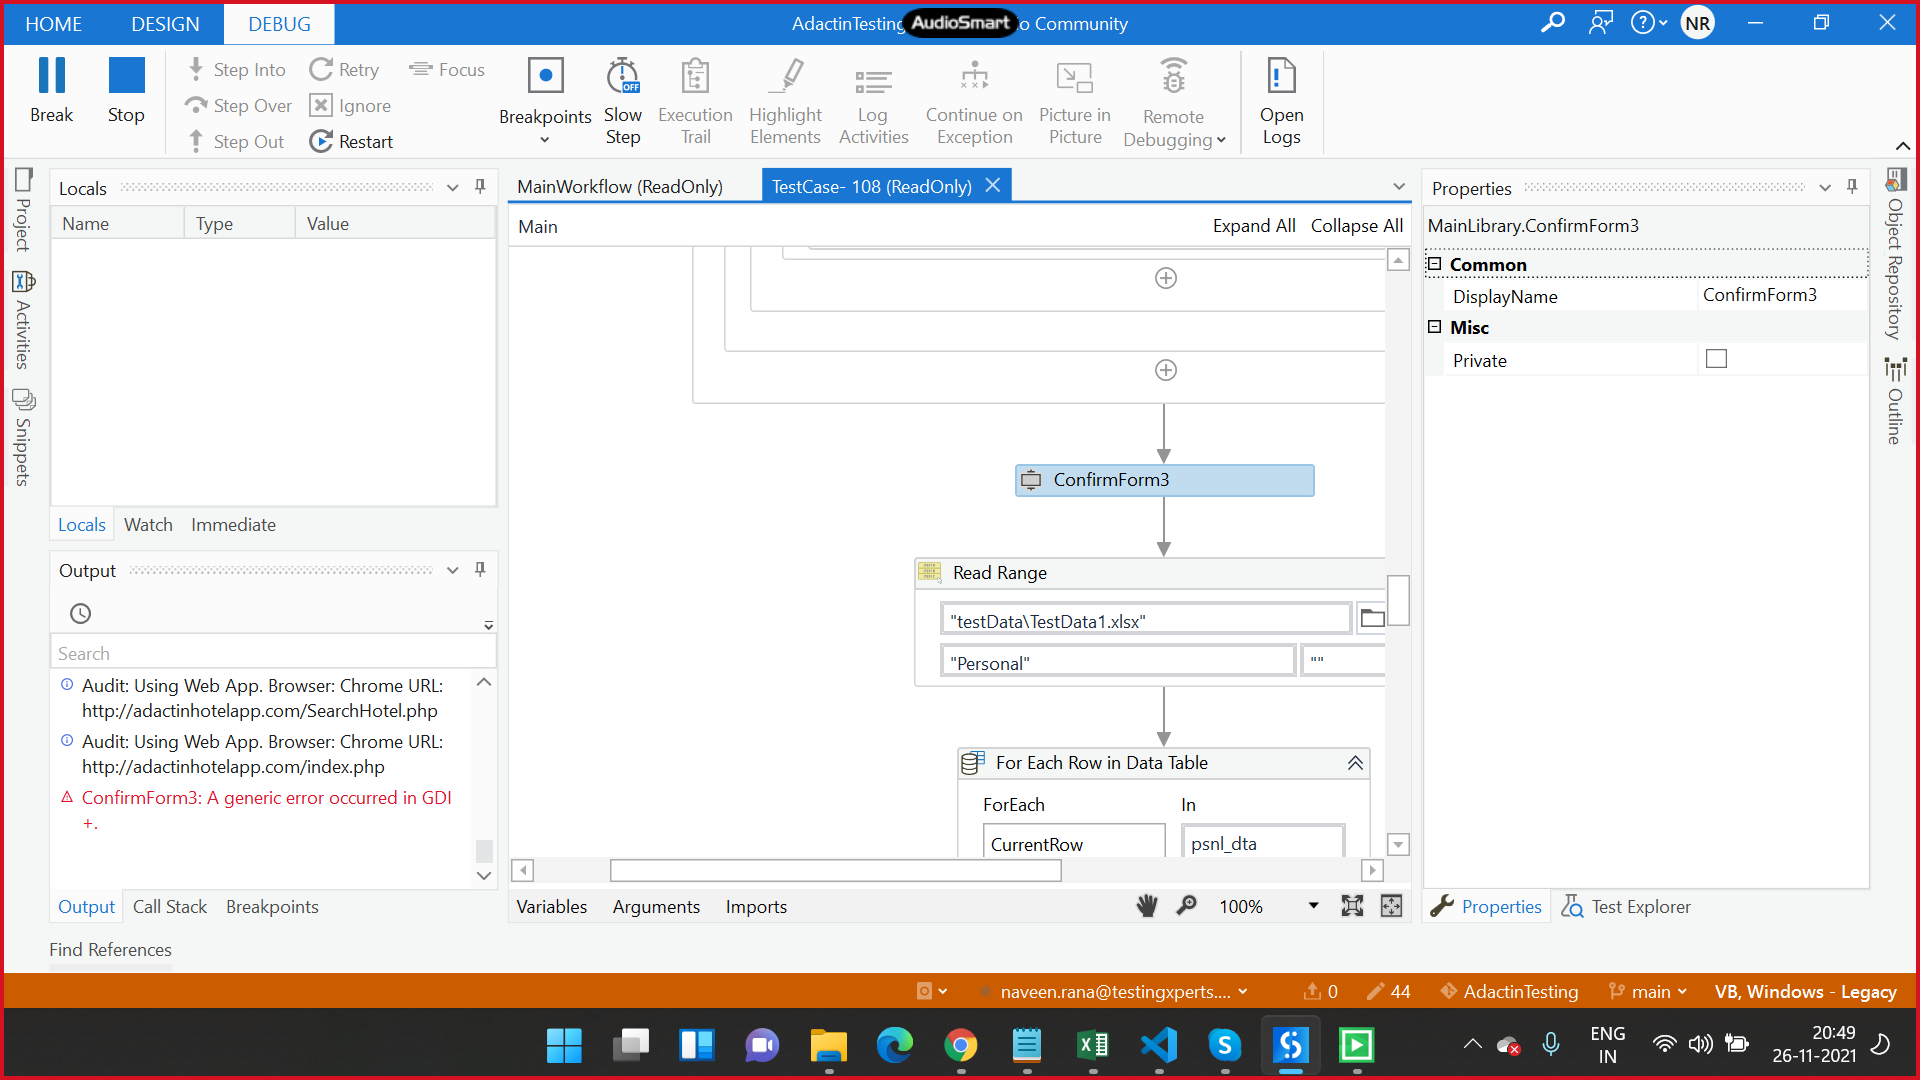 HOME DESIGN DEBUG
AdactinTesting AudioSmart o Community
NR
Break
Stop
Step Into
Step Over
Step Out
Retry
Ignore
Restart
Focus
Breakpoints
Slow Step
OFF
Execution Trail
Highlight Elements
Log Activities
Continue on Exception
Picture in Picture
Remote Debugging
Open Logs
Project
Activities
Snippets
Locals
Name Type Value
Locals Watch Immediate
Output
Search
Audit: Using Web App. Browser: Chrome URL:
http://adactinhotelapp.com/SearchHotel.php
Audit: Using Web App. Browser: Chrome URL:
http://adactinhotelapp.com/index.php
ConfirmForm3: A generic error occurred in GDI
+.
Output Call Stack Breakpoints
Find References
MainWorkflow (ReadOnly)
TestCase- 108 (ReadOnly)
Main
Expand All Collapse All
ConfirmForm3
Read Range
"testData\TestData1.xlsx"
"Personal" ""
For Each Row in Data Table
ForEach In
CurrentRow psnl_dta
Variables Arguments Imports
100%
Properties
MainLibrary.ConfirmForm3
Common
DisplayName ConfirmForm3
Misc
Private
Properties Test Explorer
Object Repository
Outline
naveen.rana@testingxperts....
0
44
AdactinTesting
main
VB, Windows - Legacy
ENG
IN
20:49
26-11-2021